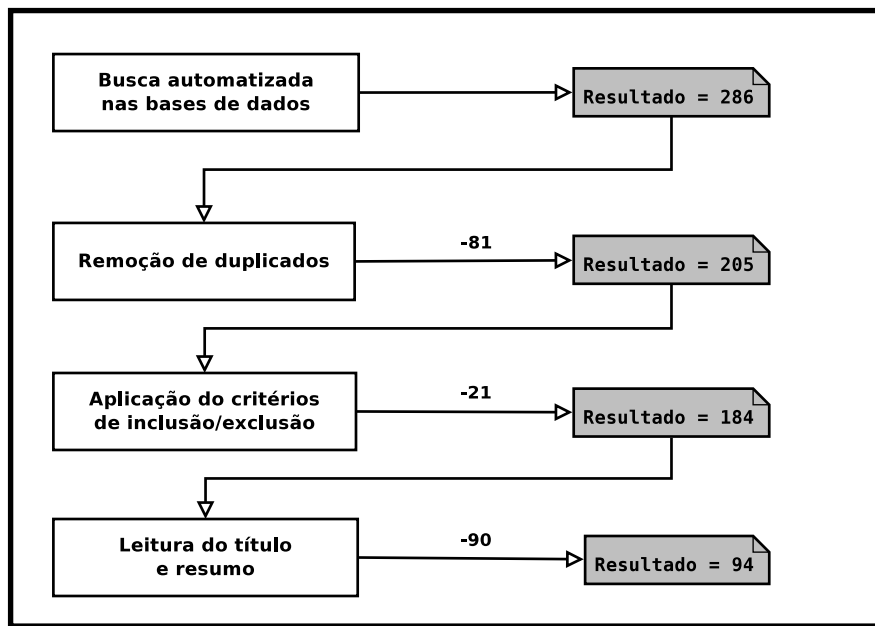 Busca automatizada
nas bases de dados
Resultado = 286
Remoção de duplicados
-81
Resultado = 205
Aplicação do critérios
de inclusão/exclusão
-21
Resultado = 184
Leitura do título
e resumo
-90
Resultado = 94